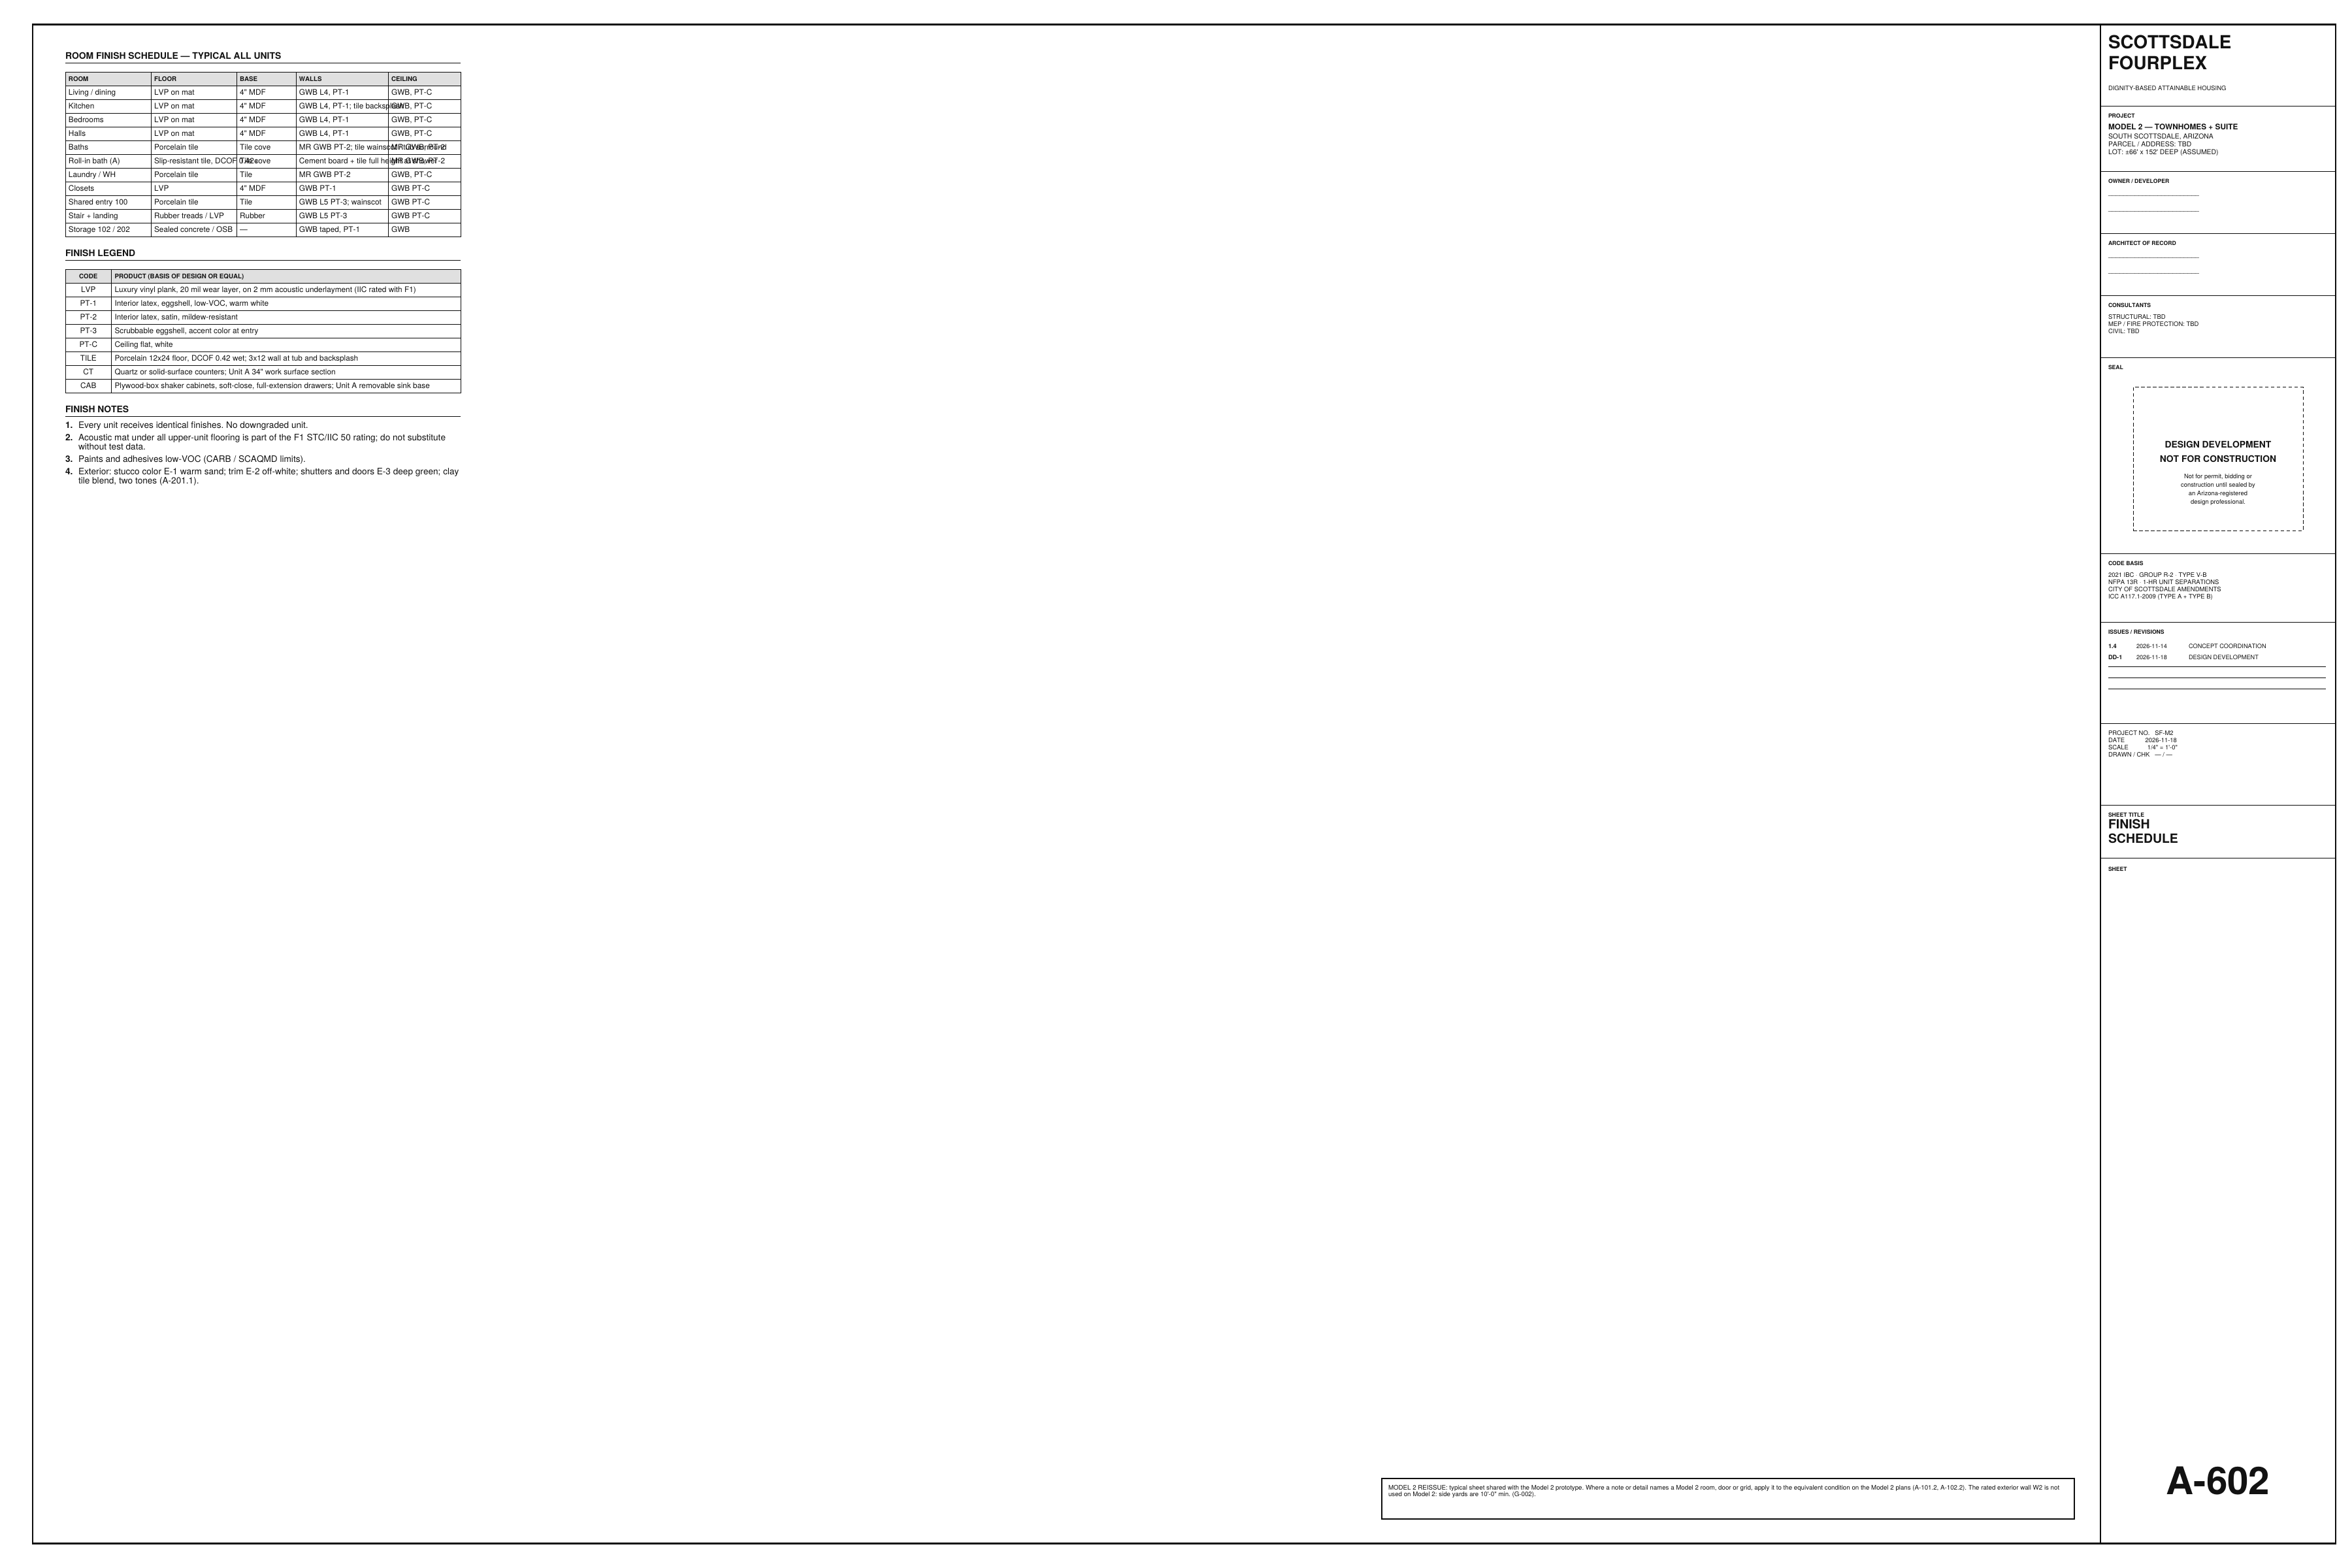 ROOM FINISH SCHEDULE — TYPICAL ALL UNITS
ROOM FLOOR BASE WALLS CEILING
Living / dining LVP on mat 4" MDF GWB L4, PT-1 GWB, PT-C
Kitchen LVP on mat 4" MDF GWB L4, PT-1; tile backsplash GWB, PT-C
Bedrooms LVP on mat 4" MDF GWB L4, PT-1 GWB, PT-C
Halls LVP on mat 4" MDF GWB L4, PT-1 GWB, PT-C
Baths Porcelain tile Tile cove MR GWB PT-2; tile wainscot MR GWB, PT-2
Roll-in bath (A) Slip-resistant tile, DCOF 0.42+ Tile cove Cement board + tile full height at shower MR GWB, PT-2
Laundry / WH Porcelain tile Tile MR GWB PT-2 GWB, PT-C
Closets LVP 4" MDF GWB PT-1 GWB PT-C
Shared entry 100 Porcelain tile Tile GWB L5 PT-3; wainscot GWB PT-C
Stair + landing Rubber treads / LVP Rubber GWB L5 PT-3 GWB PT-C
Storage 102 / 202 Sealed concrete / OSB — GWB taped, PT-1 GWB
FINISH LEGEND
CODE PRODUCT (BASIS OF DESIGN OR EQUAL)
LVP Luxury vinyl plank, 20 mil wear layer, on 2 mm acoustic underlayment (IIC rated with F1)
PT-1 Interior latex, eggshell, low-VOC, warm white
PT-2 Interior latex, satin, mildew-resistant
PT-3 Scrubbable eggshell, accent color at entry
PT-C Ceiling flat, white
TILE Porcelain 12x24 floor, DCOF 0.42 wet; 3x12 wall at tub and backsplash
CT Quartz or solid-surface counters; Unit A 34" work surface section
CAB Plywood-box shaker cabinets, soft-close, full-extension drawers; Unit A removable sink base
FINISH NOTES
1. Every unit receives identical finishes. No downgraded unit.
2. Acoustic mat under all upper-unit flooring is part of the F1 STC/IIC 50 rating; do not substitute
without test data.
3. Paints and adhesives low-VOC (CARB / SCAQMD limits).
4. Exterior: stucco color E-1 warm sand; trim E-2 off-white; shutters and doors E-3 deep green; clay
tile blend, two tones (A-201.1).
MODEL 2 REISSUE: typical sheet shared with the Model 2 prototype. Where a note or detail names a Model 2 room, door or grid, apply it to the equivalent condition on the Model 2 plans (A-101.2, A-102.2). The rated exterior wall W2 is not
used on Model 2: side yards are 10'-0" min. (G-002).
SCOTTSDALE
FOURPLEX
DIGNITY-BASED ATTAINABLE HOUSING
PROJECT
MODEL 2 — TOWNHOMES + SUITE
SOUTH SCOTTSDALE, ARIZONA
PARCEL / ADDRESS: TBD
LOT: ±66' x 152' DEEP (ASSUMED)
OWNER / DEVELOPER
ARCHITECT OF RECORD
CONSULTANTS
STRUCTURAL: TBD
MEP / FIRE PROTECTION: TBD
CIVIL: TBD
SEAL
DESIGN DEVELOPMENT
NOT FOR CONSTRUCTION
Not for permit, bidding or
construction until sealed by
an Arizona-registered
design professional.
CODE BASIS
2021 IBC · GROUP R-2 · TYPE V-B
NFPA 13R · 1-HR UNIT SEPARATIONS
CITY OF SCOTTSDALE AMENDMENTS
ICC A117.1-2009 (TYPE A + TYPE B)
ISSUES / REVISIONS
1.4 2026-11-14 CONCEPT COORDINATION
DD-1 2026-11-18 DESIGN DEVELOPMENT
PROJECT NO. SF-M2
DATE 2026-11-18
SCALE 1/4" = 1'-0"
DRAWN / CHK — / —
SHEET TITLE
FINISH
SCHEDULE
SHEET
A-602